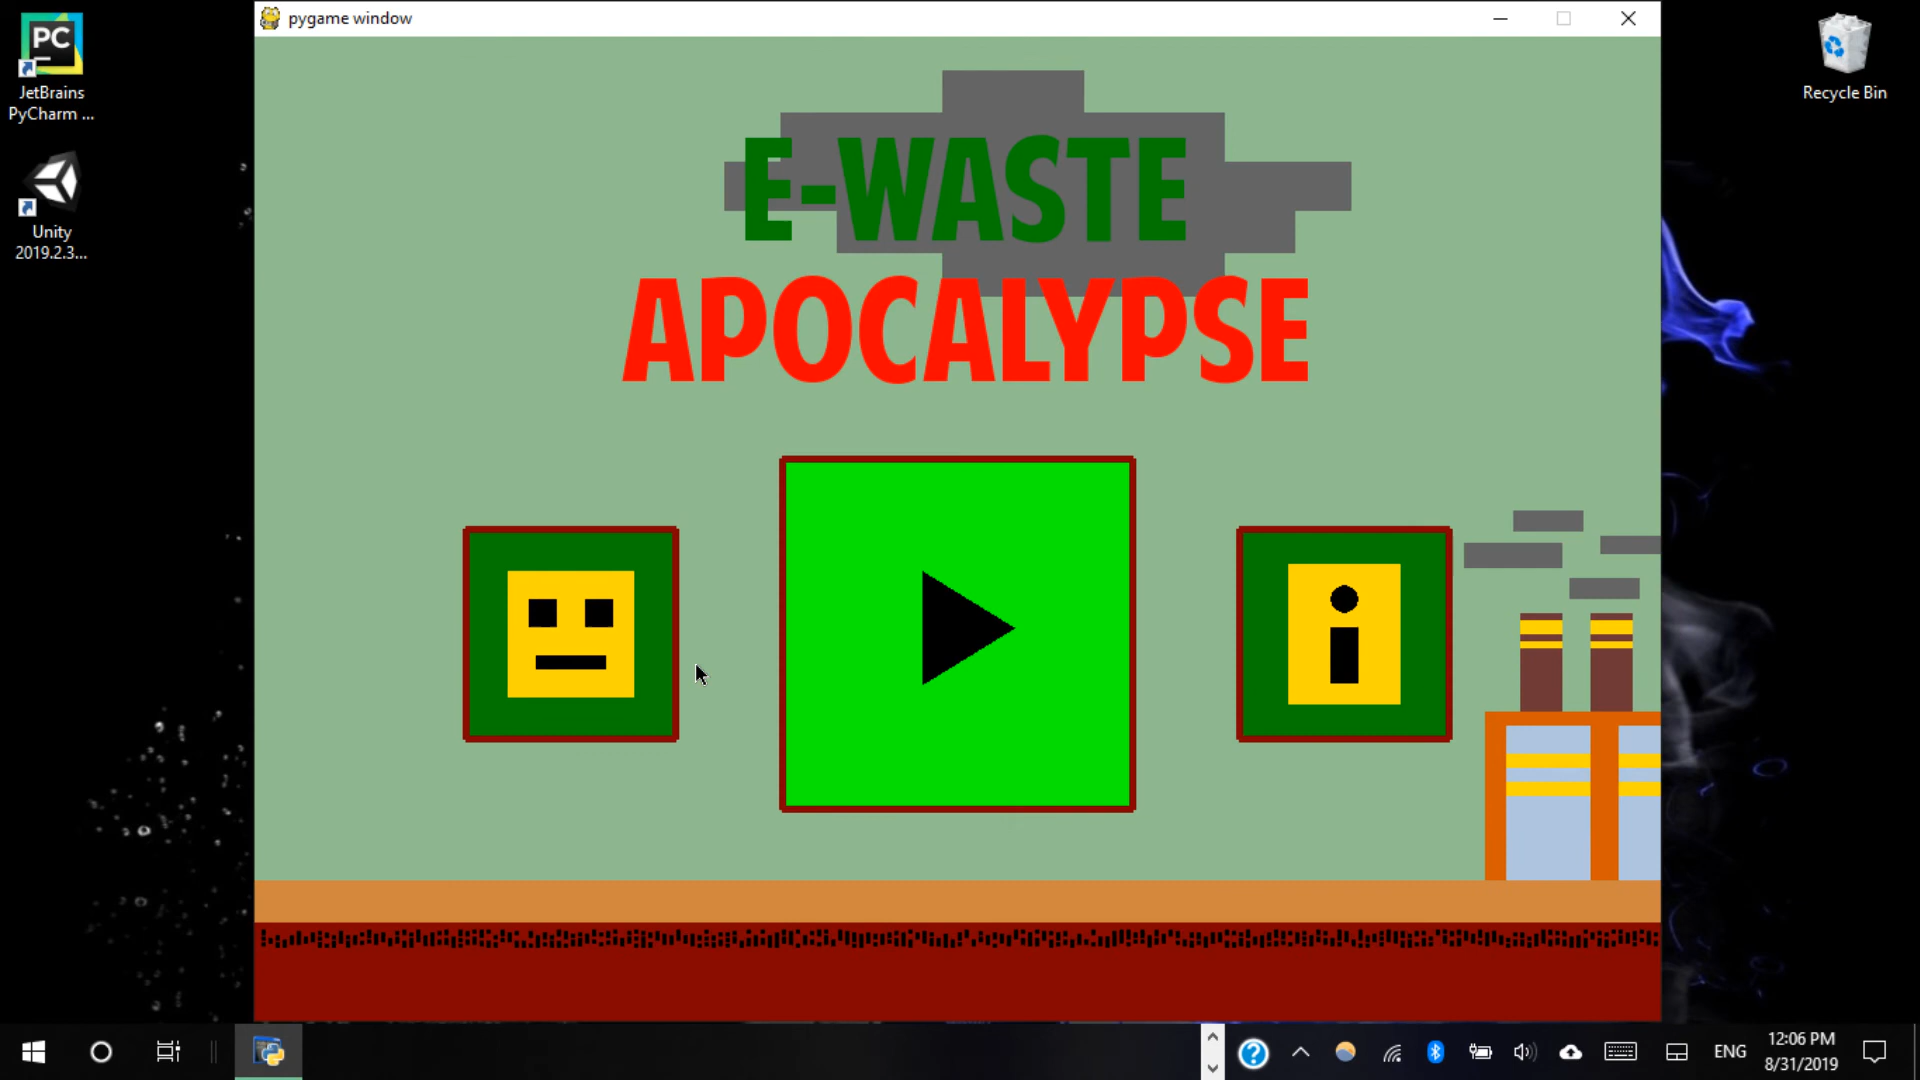 pygame window
PC
JetBrains
PyCharm ...
Unity
2019.2.3...
Recycle Bin
E-WASTE
APOCALYPSE
i
?
ENG
12:06 PM
8/31/2019